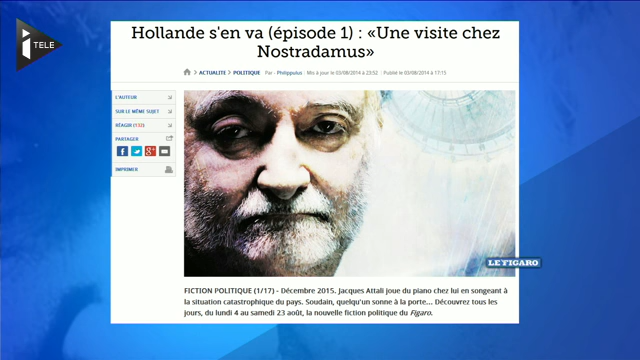 i TELE
Hollande s'en va (épisode 1) : «Une visite chez
Nostradamus»
ACTUALITE > POLITIQUE Par : Philippulus Mis à jour le 03/08/2014 à 23:52 Publié le 03/08/2014 à 17:15
L'AUTEUR
SUR LE MÊME SUJET
RÉAGIR (132)
PARTAGER
IMPRIMER
LE FIGARO
FICTION POLITIQUE (1/17) - Décembre 2015. Jacques Attali joue du piano chez lui en songeant à
la situation catastrophique du pays. Soudain, quelqu'un sonne à la porte... Découvrez tous les
jours, du lundi 4 au samedi 23 août, la nouvelle fiction politique du Figaro.